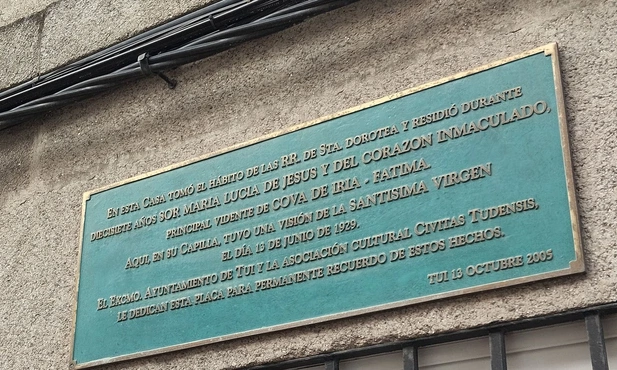 EN ESTA CASA TOMÓ EL HÁBITO DE LAS RR. DE STA. DOROTEA Y RESIDIÓ DURANTE
DIECISIETE AÑOS SOR MARIA LUCIA DE JESUS Y DEL CORAZON INMACULADO,
PRINCIPAL VIDENTE DE COVA DE IRIA - FATIMA.
AQUI, EN SU CAPILLA, TUVO UNA VISIÓN DE LA SANTISIMA VIRGEN
EL DIA 13 DE JUNIO DE 1929,
EL EXCMO. AYUNTAMIENTO DE TUI Y LA ASOCIACIÓN CULTURAL CIVITAS TUDENSIS,
LE DEDICAN ESTA PLACA PARA PERMANENTE RECUERDO DE ESTOS HECHOS.
TUI 13 OCTUBRE 2005